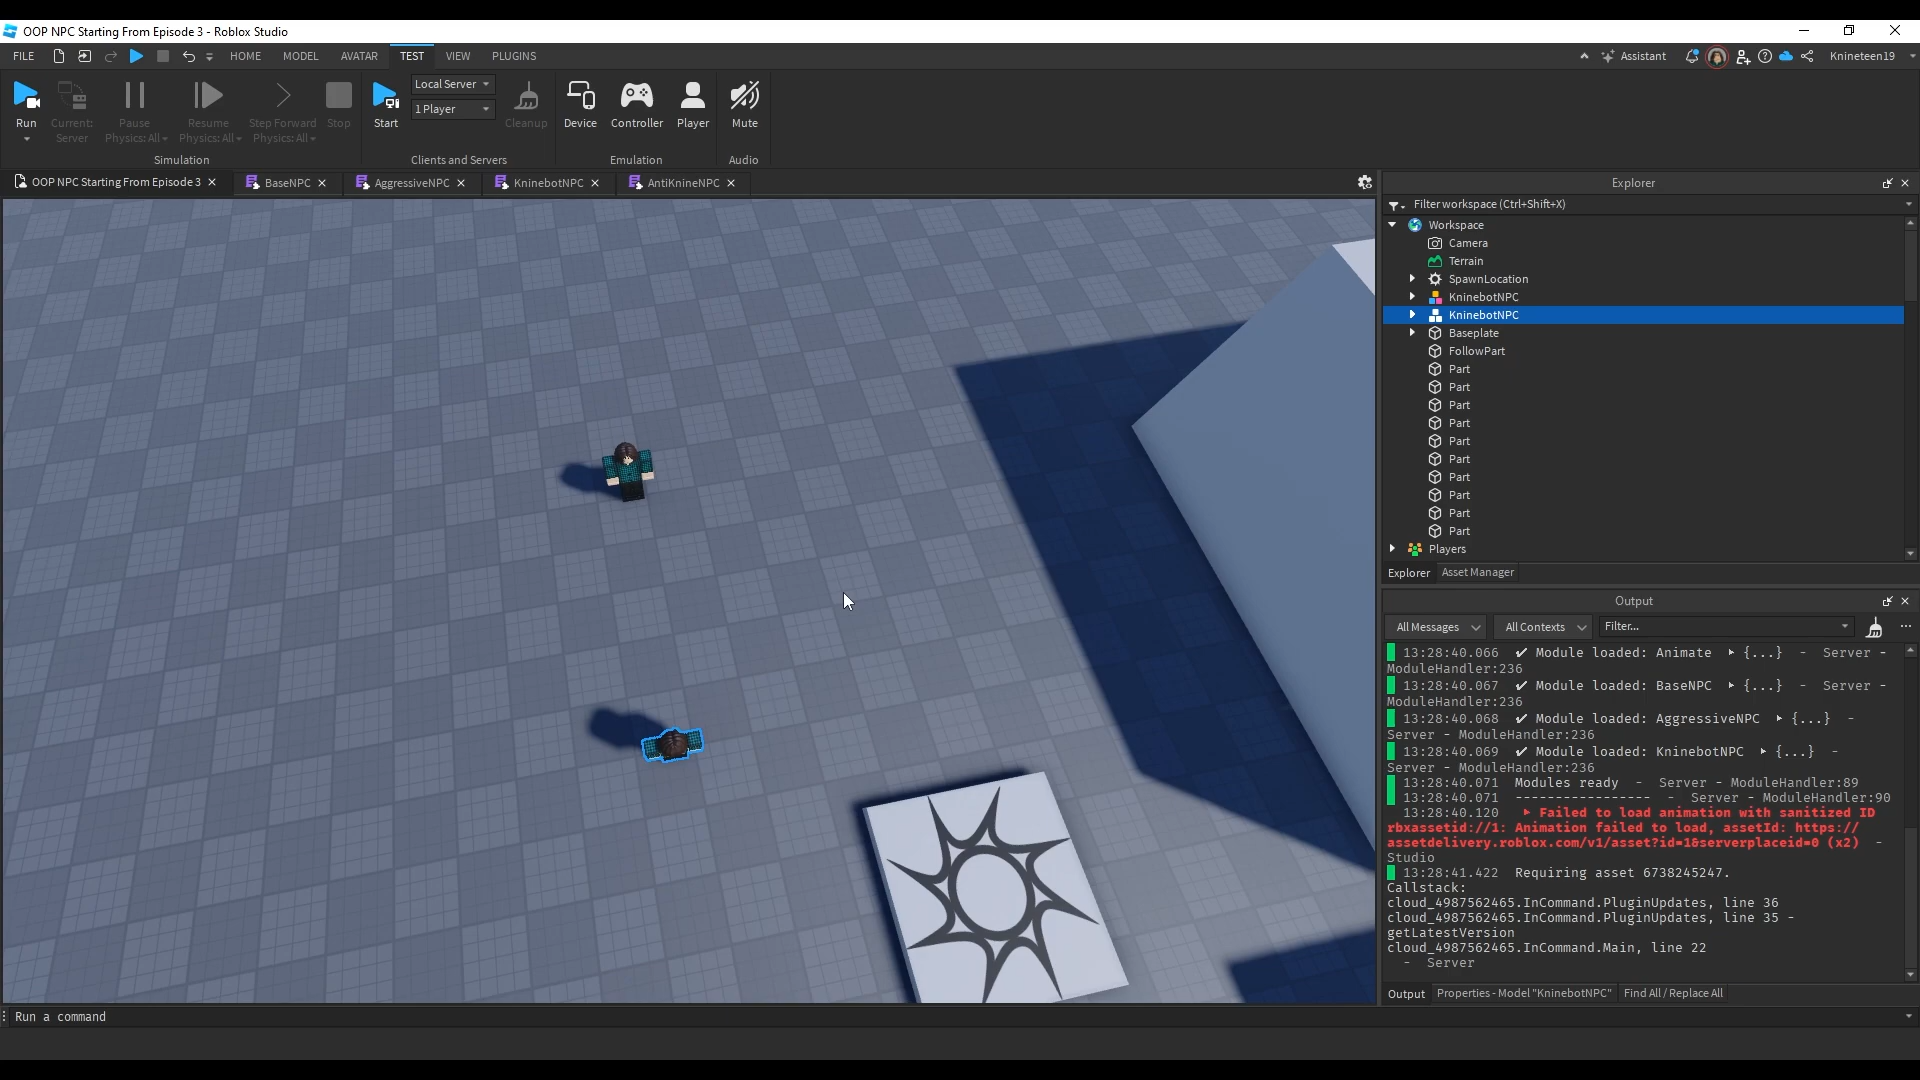 OOP NPC Starting From Episode 3 - Roblox Studio
FILE HOME MODEL AVATAR TEST VIEW PLUGINS Assistant Knineteen19
Run
Current:
Server
Pause
Physics: All
Resume
Physics: All
Step Forward
Physics: All
Stop
Simulation
Start
Local Server
1 Player
Cleanup
Clients and Servers
Device
Controller
Player
Emulation
Mute
Audio
OOP NPC Starting From Episode 3 BaseNPC AggressiveNPC KninebotNPC AntiKnineNPC
Explorer
Filter workspace (Ctrl+Shift+X)
Workspace
Camera
Terrain
SpawnLocation
KninebotNPC
KninebotNPC
Baseplate
FollowPart
Part
Part
Part
Part
Part
Part
Part
Part
Part
Part
Players
Explorer Asset Manager
Output
All Messages All Contexts Filter...
13:28:40.066 ✔ Module loaded: Animate ▶ {...} - Server -
ModuleHandler:236
13:28:40.067 ✔ Module loaded: BaseNPC ▶ {...} - Server -
ModuleHandler:236
13:28:40.068 ✔ Module loaded: AggressiveNPC ▶ {...} -
Server - ModuleHandler:236
13:28:40.069 ✔ Module loaded: KninebotNPC ▶ {...} -
Server - ModuleHandler:236
13:28:40.071 Modules ready - Server - ModuleHandler:89
13:28:40.071 ----------------- - Server - ModuleHandler:90
13:28:40.120 ▶ Failed to load animation with sanitized ID
rbxassetid://1: Animation failed to load, assetId: https://
assetdelivery.roblox.com/v1/asset?id=1&serverplaceid=0 (x2) -
Studio
13:28:41.422 Requiring asset 6738245247.
Callstack:
cloud_4987562465.InCommand.PluginUpdates, line 36
cloud_4987562465.InCommand.PluginUpdates, line 35 -
getLatestVersion
cloud_4987562465.InCommand.Main, line 22
- Server
Output Properties - Model "KninebotNPC" Find All / Replace All
Run a command